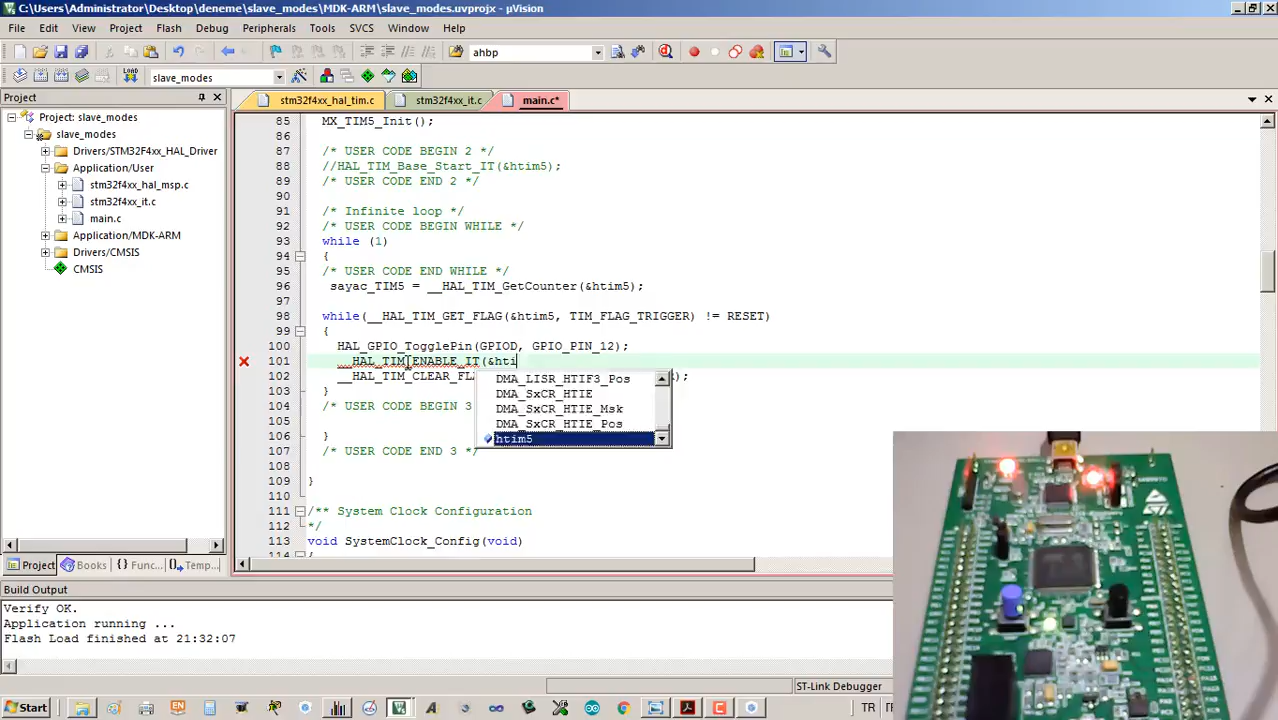 C:\Users\Administrator\Desktop\deneme\slave_modes\MDK-ARM\slave_modes.uvprojx - µVision
File Edit View Project Flash Debug Peripherals Tools SVCS Window Help
ahbp
LOAD slave_modes
Project
stm32f4xx_hal_tim.c stm32f4xx_it.c main.c*
Project: slave_modes
slave_modes
Drivers/STM32F4xx_HAL_Driver
Application/User
stm32f4xx_hal_msp.c
stm32f4xx_it.c
main.c
Application/MDK-ARM
Drivers/CMSIS
CMSIS
85 MX_TIM5_Init();
86
87 /* USER CODE BEGIN 2 */
88 //HAL_TIM_Base_Start_IT(&htim5);
89 /* USER CODE END 2 */
90
91 /* Infinite loop */
92 /* USER CODE BEGIN WHILE */
93 while (1)
94 {
95 /* USER CODE END WHILE */
96 sayac_TIM5 = __HAL_TIM_GetCounter(&htim5);
97
98 while(__HAL_TIM_GET_FLAG(&htim5, TIM_FLAG_TRIGGER) != RESET)
99 {
100 HAL_GPIO_TogglePin(GPIOD, GPIO_PIN_12);
101 __HAL_TIM_ENABLE_IT(&hti
102 __HAL_TIM_CLEAR_FL );
103 }
104 /* USER CODE BEGIN 3
105
106 }
107 /* USER CODE END 3 */
108
109 }
110
111 /** System Clock Configuration
112 */
113 void SystemClock_Config(void)
114 {
DMA_LISR_HTIF3_Pos
DMA_SxCR_HTIE
DMA_SxCR_HTIE_Msk
DMA_SxCR_HTIE_Pos
htim5
Project Books {} Func... Temp...
Build Output
Verify OK.
Application running ...
Flash Load finished at 21:32:07
ST-Link Debugger
Start EN TR